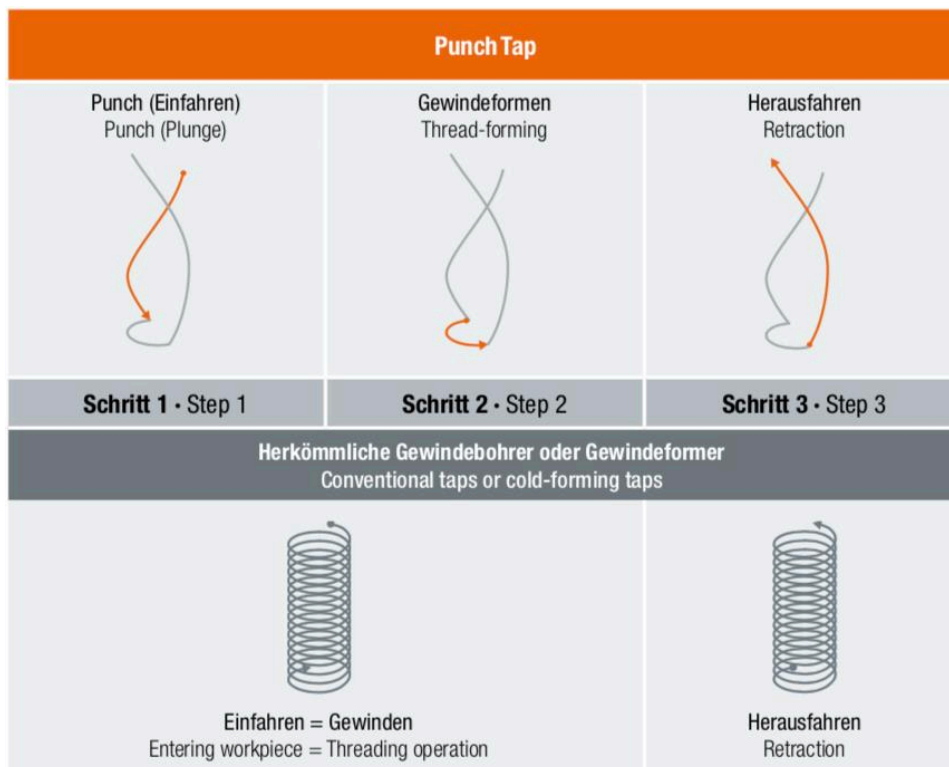 Punch Tap
Punch (Einfahren)
Punch (Plunge)
Gewindeformen
Thread-forming
Herausfahren
Retraction
Schritt 1 · Step 1
Schritt 2 · Step 2
Schritt 3 · Step 3
Herkömmliche Gewindebohrer oder Gewindeformer
Conventional taps or cold-forming taps
Einfahren = Gewinden
Entering workpiece = Threading operation
Herausfahren
Retraction